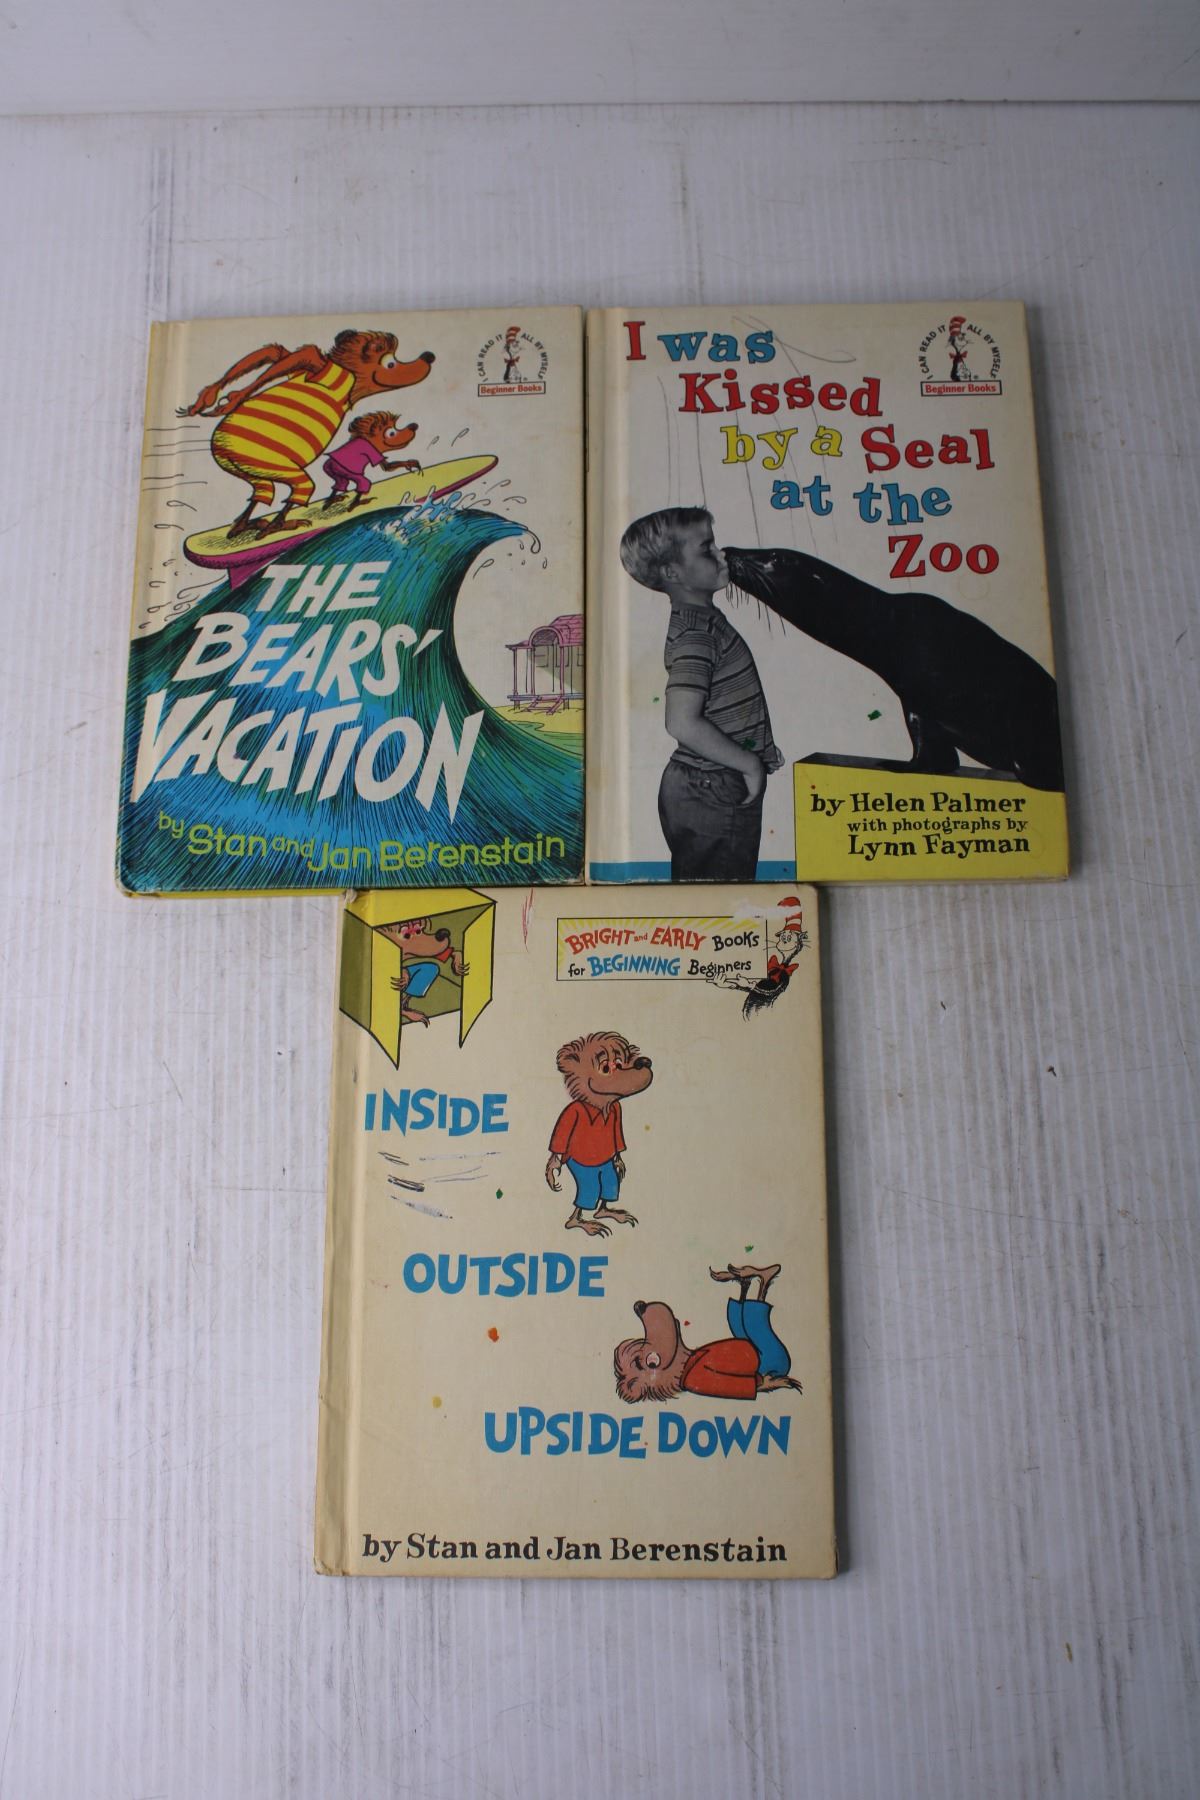 I CAN READ IT ALL BY MYSELF
Beginner Books
THE
BEARS'
VACATION
by Stan and Jan Berenstain
I was
Kissed
by a Seal
at the
Zoo
I CAN READ IT ALL BY MYSELF
Beginner Books
by Helen Palmer
with photographs by
Lynn Fayman
BRIGHT and EARLY BOOKS
for BEGINNING Beginners
INSIDE
OUTSIDE
UPSIDE DOWN
by Stan and Jan Berenstain